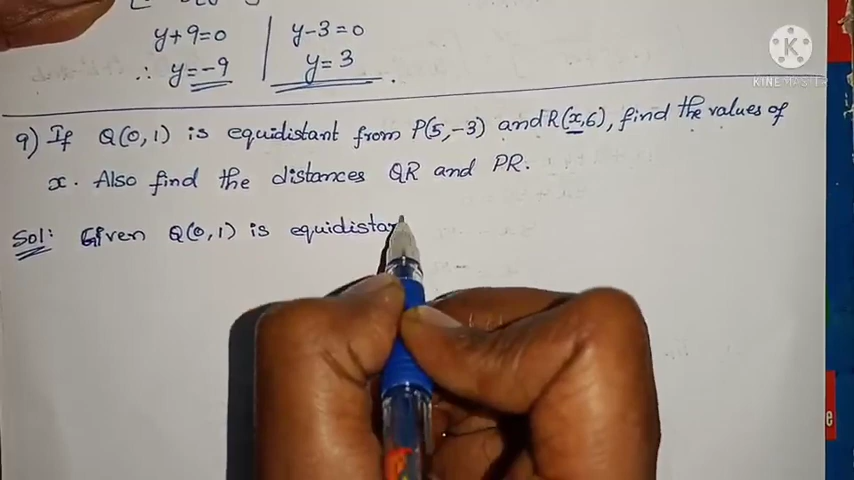 y+9=0 y-3=0
∴ y=-9 y=3
9) If Q(0,1) is equidistant from P(5,-3) and R(x,6), find the values of
x. Also find the distances QR and PR.
Sol: Given Q(0,1) is equidista
KINEMASTER